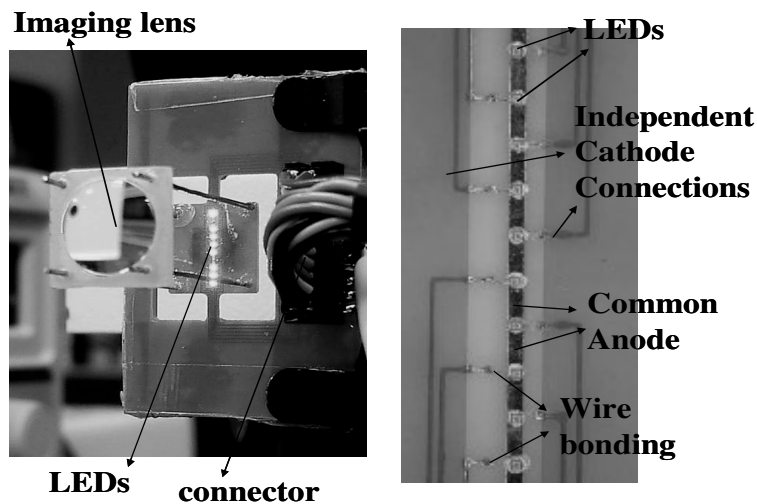 Imaging lens
LEDs
connector
LEDs
Independent
Cathode
Connections
Common
Anode
Wire
bonding